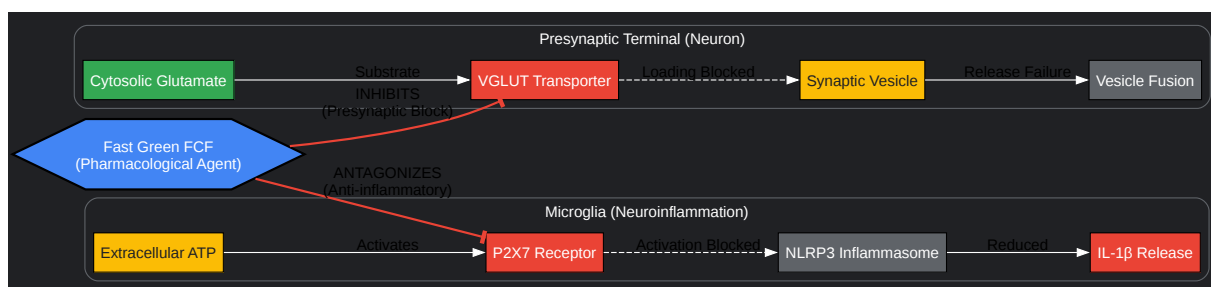 Presynaptic Terminal (Neuron)
Cytosolic Glutamate
Substrate
VGLUT Transporter
Loading Blocked
Synaptic Vesicle
Release Failure
Vesicle Fusion
INHIBITS
(Presynaptic Block)
Fast Green FCF
(Pharmacological Agent)
ANTAGONIZES
(Anti-inflammatory)
Microglia (Neuroinflammation)
Extracellular ATP
Activates
P2X7 Receptor
Activation Blocked
NLRP3 Inflammasome
Reduced
IL-1β Release